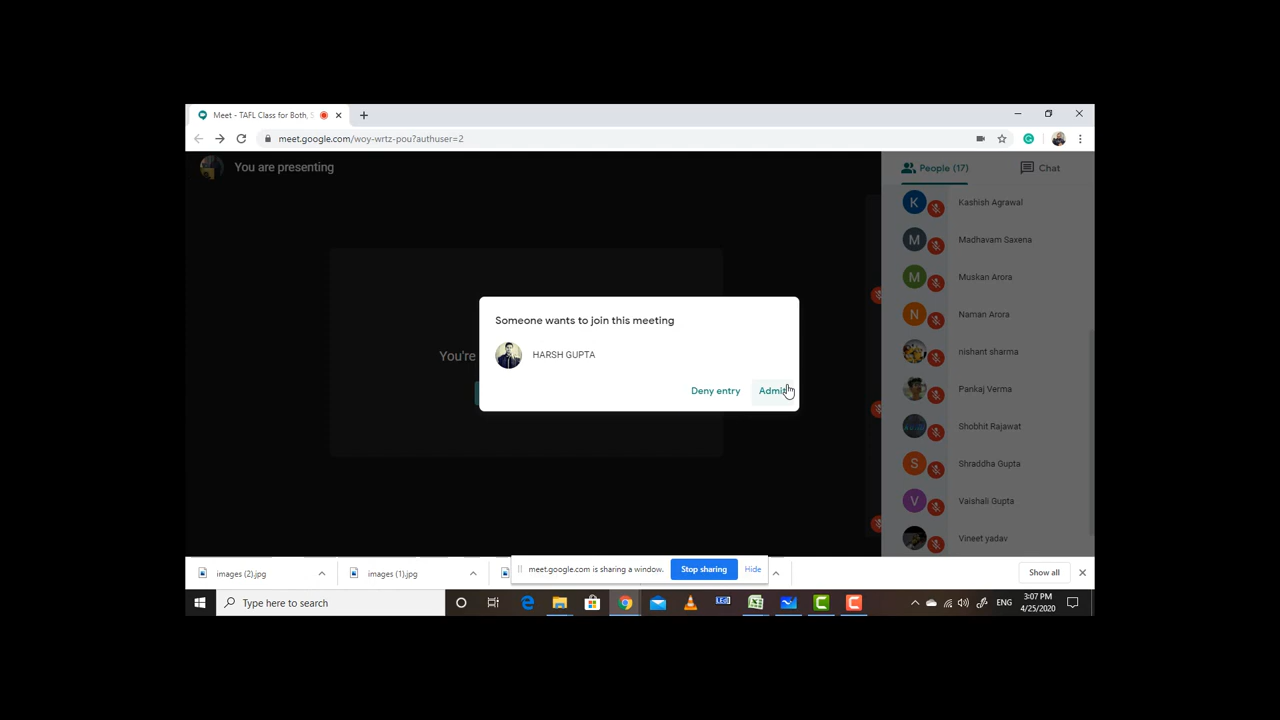 Meet - TAFL Class for Both,
meet.google.com/woy-wrtz-pou?authuser=2
You are presenting
People (17)
Chat
K Kashish Agrawal
M Madhavam Saxena
M Muskan Arora
N Naman Arora
nishant sharma
Pankaj Verma
Shobhit Rajawat
S Shraddha Gupta
V Vaishali Gupta
Vineet yadav
You're
Someone wants to join this meeting
HARSH GUPTA
Deny entry
Admit
images (2).jpg
images (1).jpg
meet.google.com is sharing a window.
Stop sharing
Hide
Show all
Type here to search
ENG
3:07 PM
4/25/2020